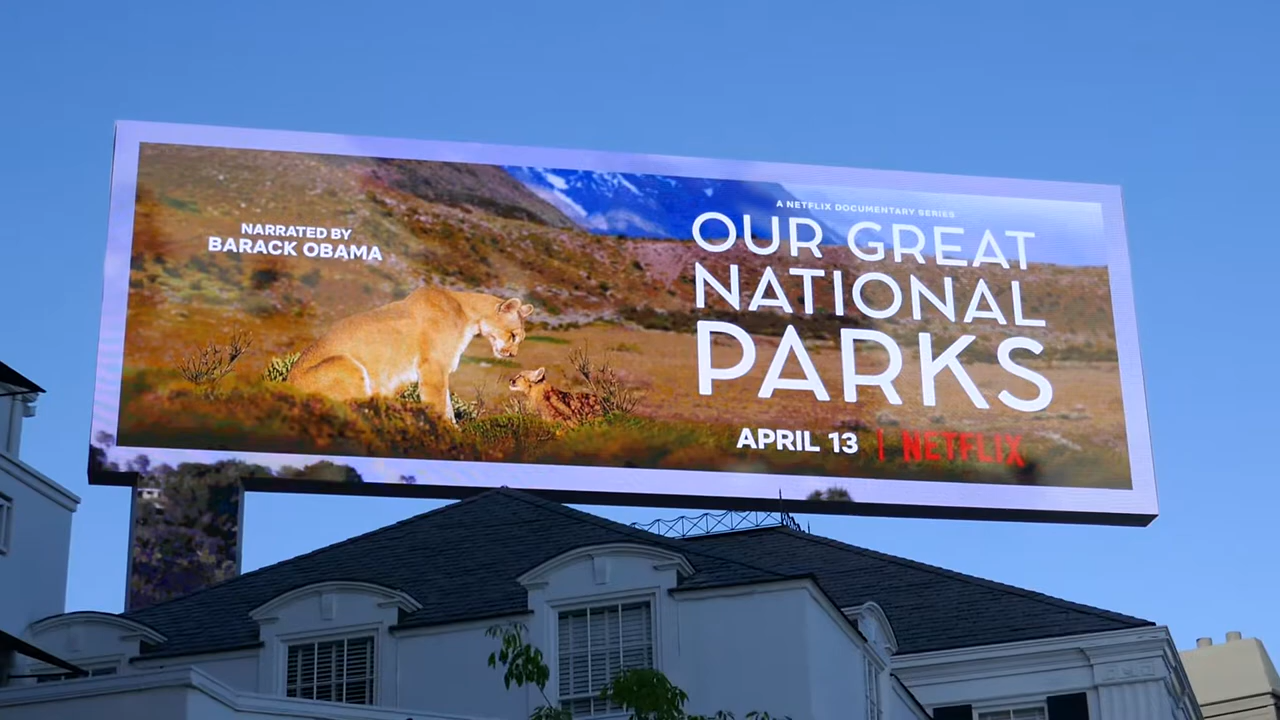 NARRATED BY
BARACK OBAMA
A NETFLIX DOCUMENTARY SERIES
OUR GREAT
NATIONAL
PARKS
APRIL 13 | NETFLIX